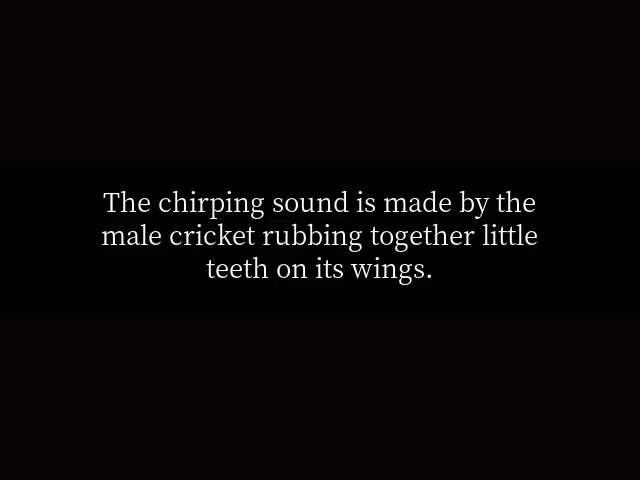 The chirping sound is made by the
male cricket rubbing together little
teeth on its wings.